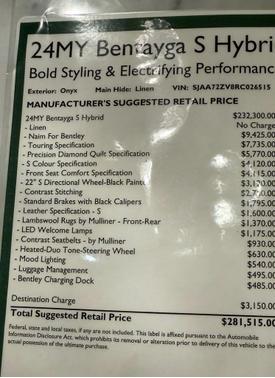 24MY Bentayga S Hybri
Bold Styling & Electrifying Performanc
Exterior: Onyx Main Hide: Linen VIN: SJAA72ZV8RC026515
MANUFACTURER'S SUGGESTED RETAIL PRICE
24MY Bentayga S Hybrid $232,300.00
- Linen No Charge
- Naim For Bentley $9,425.00
- Touring Specification $7,735.00
- Precision Diamond Quilt Specification $5,770.00
- S Colour Specification $4,120.00
- Front Seat Comfort Specification
- 22" S Directional Wheel-Black Painte
- Contrast Stitching
- Standard Brakes with Black Calipers $1,795.00
- Leather Specification - S $1,600.00
- Lambswool Rugs by Mulliner - Front-Rear $1,370.00
- LED Welcome Lamps $1,175.00
- Contrast Seatbelts - by Mulliner $930.00
- Heated-Duo Tone-Steering Wheel $630.00
- Mood Lighting $540.00
- Luggage Management $495.00
- Bentley Charging Dock $485.00
Destination Charge $3,150.00
Total Suggested Retail Price $281,515.00
Federal, state and local taxes, if any are not included. This label is affixed pursuant to the Automobile
Information Disclosure Act, which prohibits its removal or alteration prior to delivery of this vehicle to the
actual possession of the ultimate purchaser.